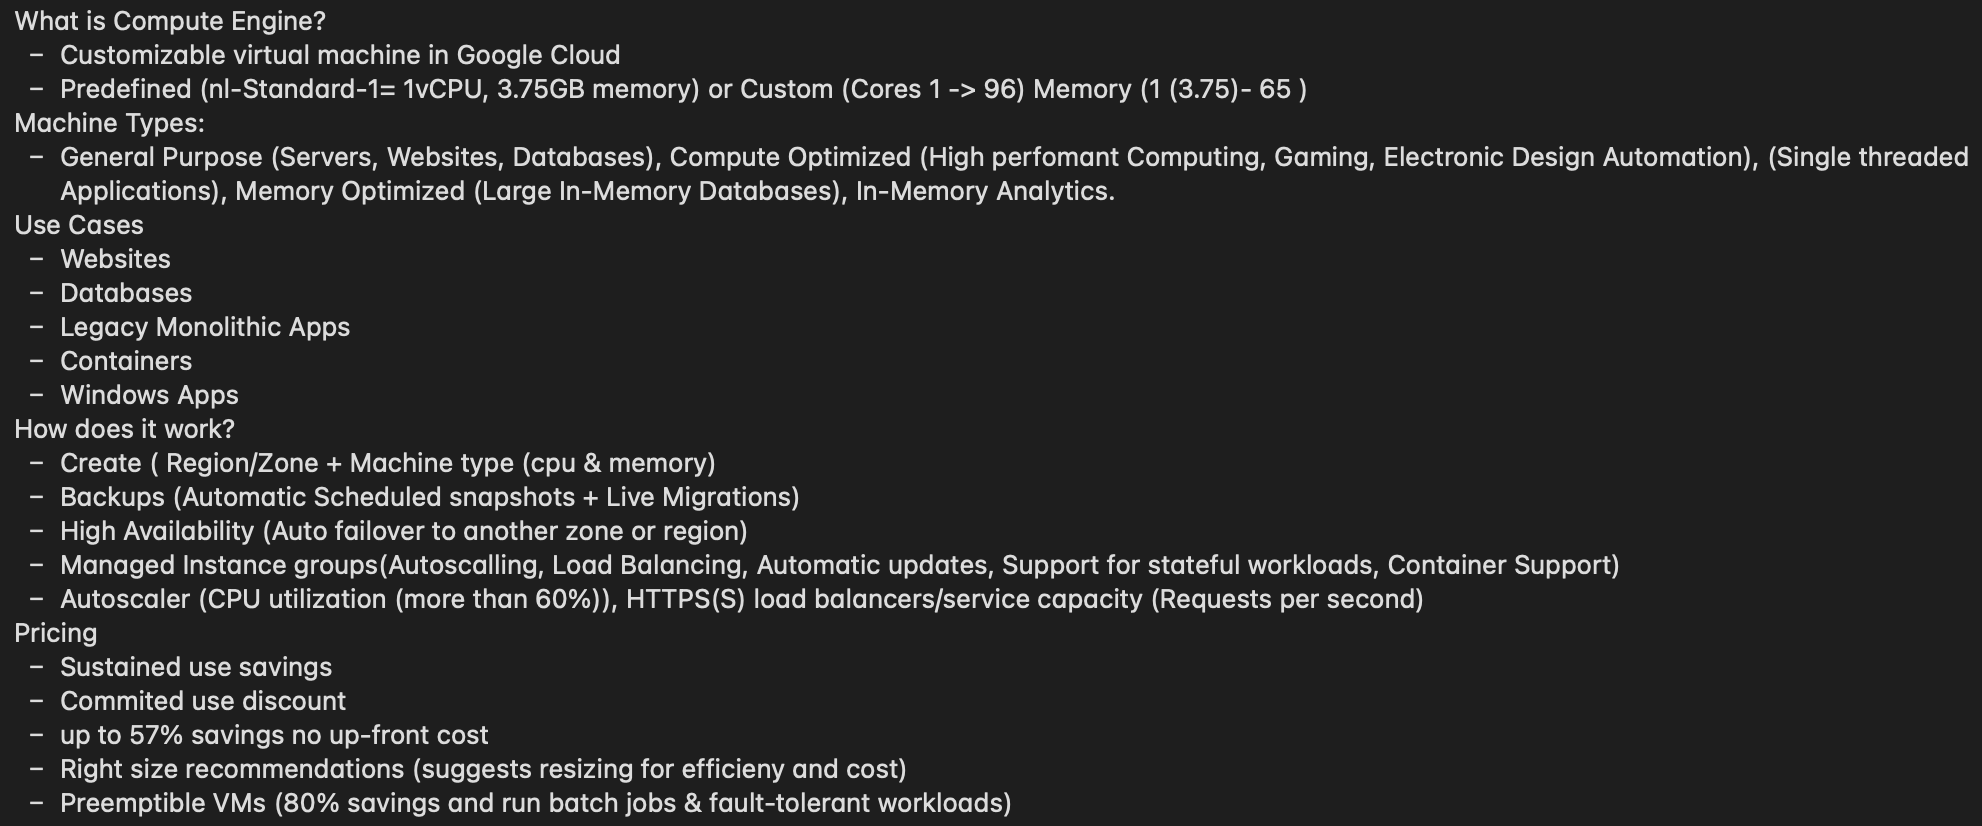 What is Compute Engine?
– Customizable virtual machine in Google Cloud
– Predefined (nl-Standard-1= 1vCPU, 3.75GB memory) or Custom (Cores 1 -> 96) Memory (1 (3.75)- 65 )
Machine Types:
– General Purpose (Servers, Websites, Databases), Compute Optimized (High perfomant Computing, Gaming, Electronic Design Automation), (Single threaded
Applications), Memory Optimized (Large In-Memory Databases), In-Memory Analytics.
Use Cases
– Websites
– Databases
– Legacy Monolithic Apps
– Containers
– Windows Apps
How does it work?
– Create ( Region/Zone + Machine type (cpu & memory)
– Backups (Automatic Scheduled snapshots + Live Migrations)
– High Availability (Auto failover to another zone or region)
– Managed Instance groups(Autoscalling, Load Balancing, Automatic updates, Support for stateful workloads, Container Support)
– Autoscaler (CPU utilization (more than 60%)), HTTPS(S) load balancers/service capacity (Requests per second)
Pricing
– Sustained use savings
– Commited use discount
– up to 57% savings no up-front cost
– Right size recommendations (suggests resizing for efficieny and cost)
– Preemptible VMs (80% savings and run batch jobs & fault-tolerant workloads)